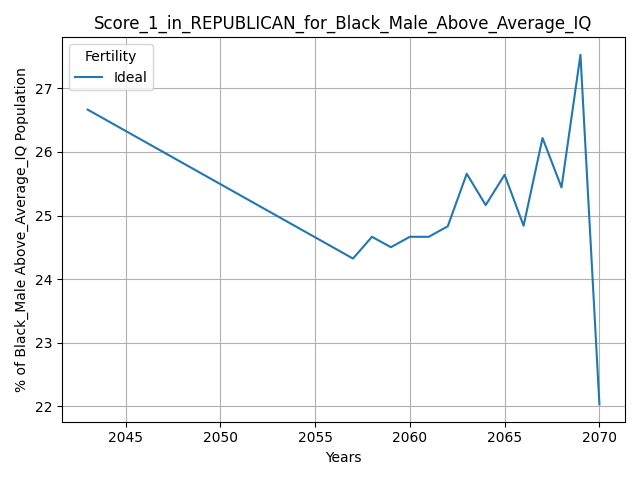 Score_1_in_REPUBLICAN_for_Black_Male_Above_Average_IQ
Fertility
Ideal
% of Black_Male Above_Average_IQ Population
27
26
25
24
23
22
2045 2050 2055 2060 2065 2070
Years